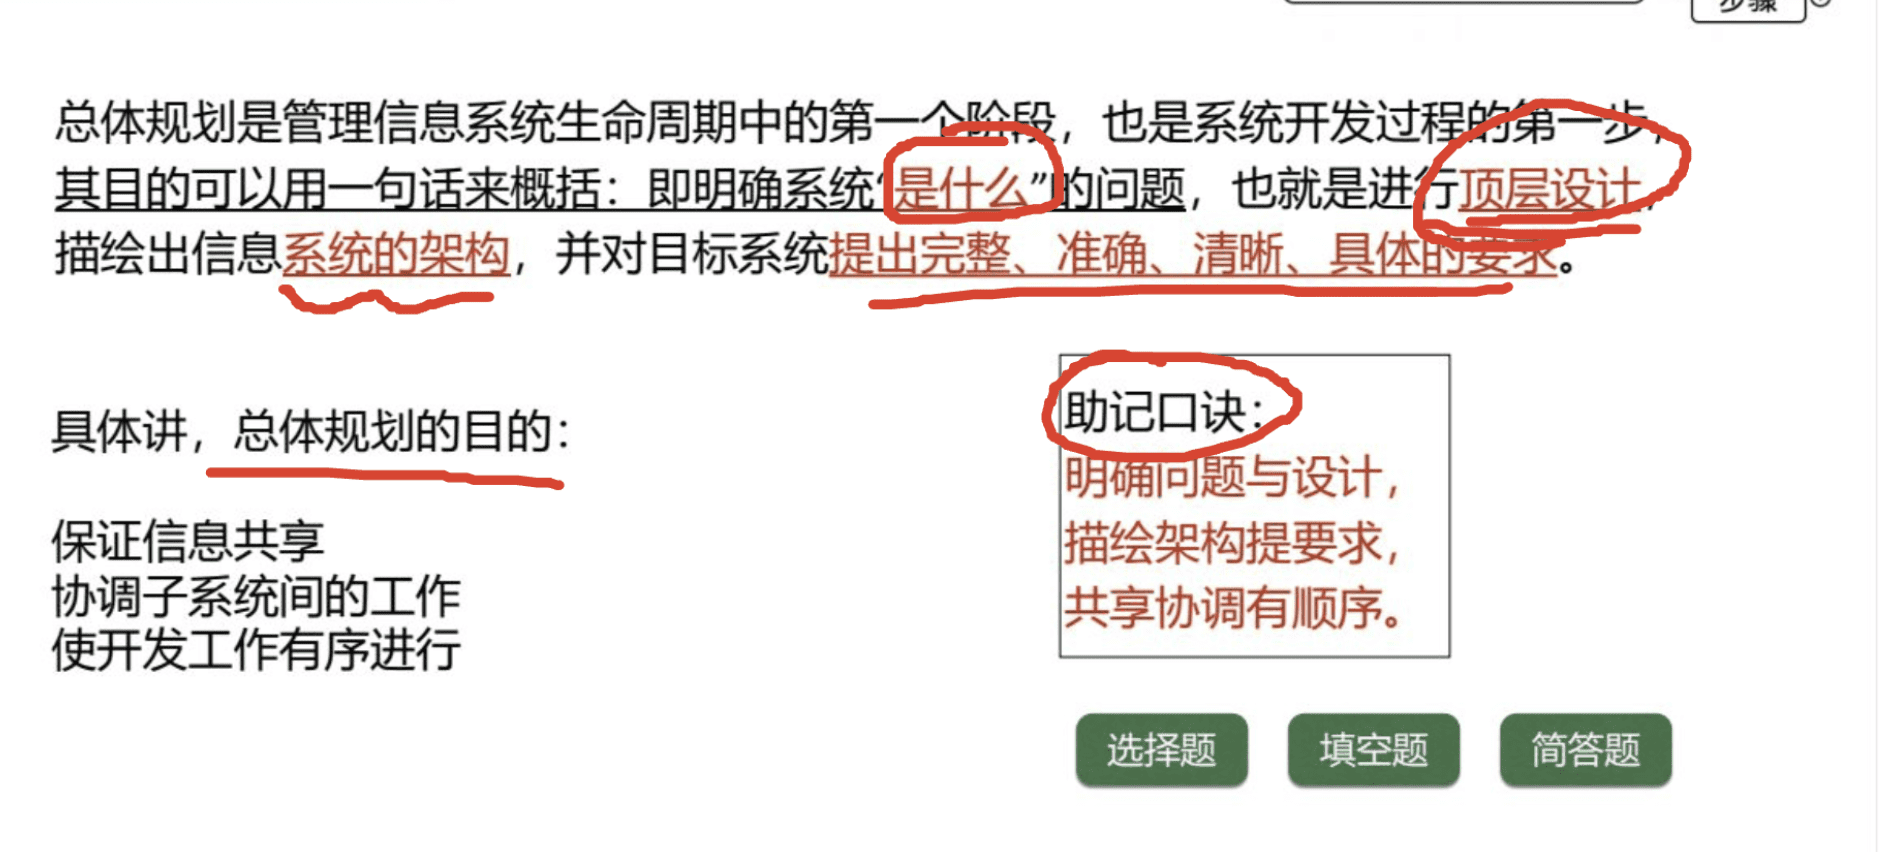 步骤
总体规划是管理信息系统生命周期中的第一个阶段，也是系统开发过程的第一步，
其目的可以用一句话来概括：即明确系统“是什么”的问题，也就是进行顶层设计，
描绘出信息系统的架构，并对目标系统提出完整、准确、清晰、具体的要求。
具体讲，总体规划的目的：
保证信息共享
协调子系统间的工作
使开发工作有序进行
助记口诀：
明确问题与设计，
描绘架构提要求，
共享协调有顺序。
选择题
填空题
简答题